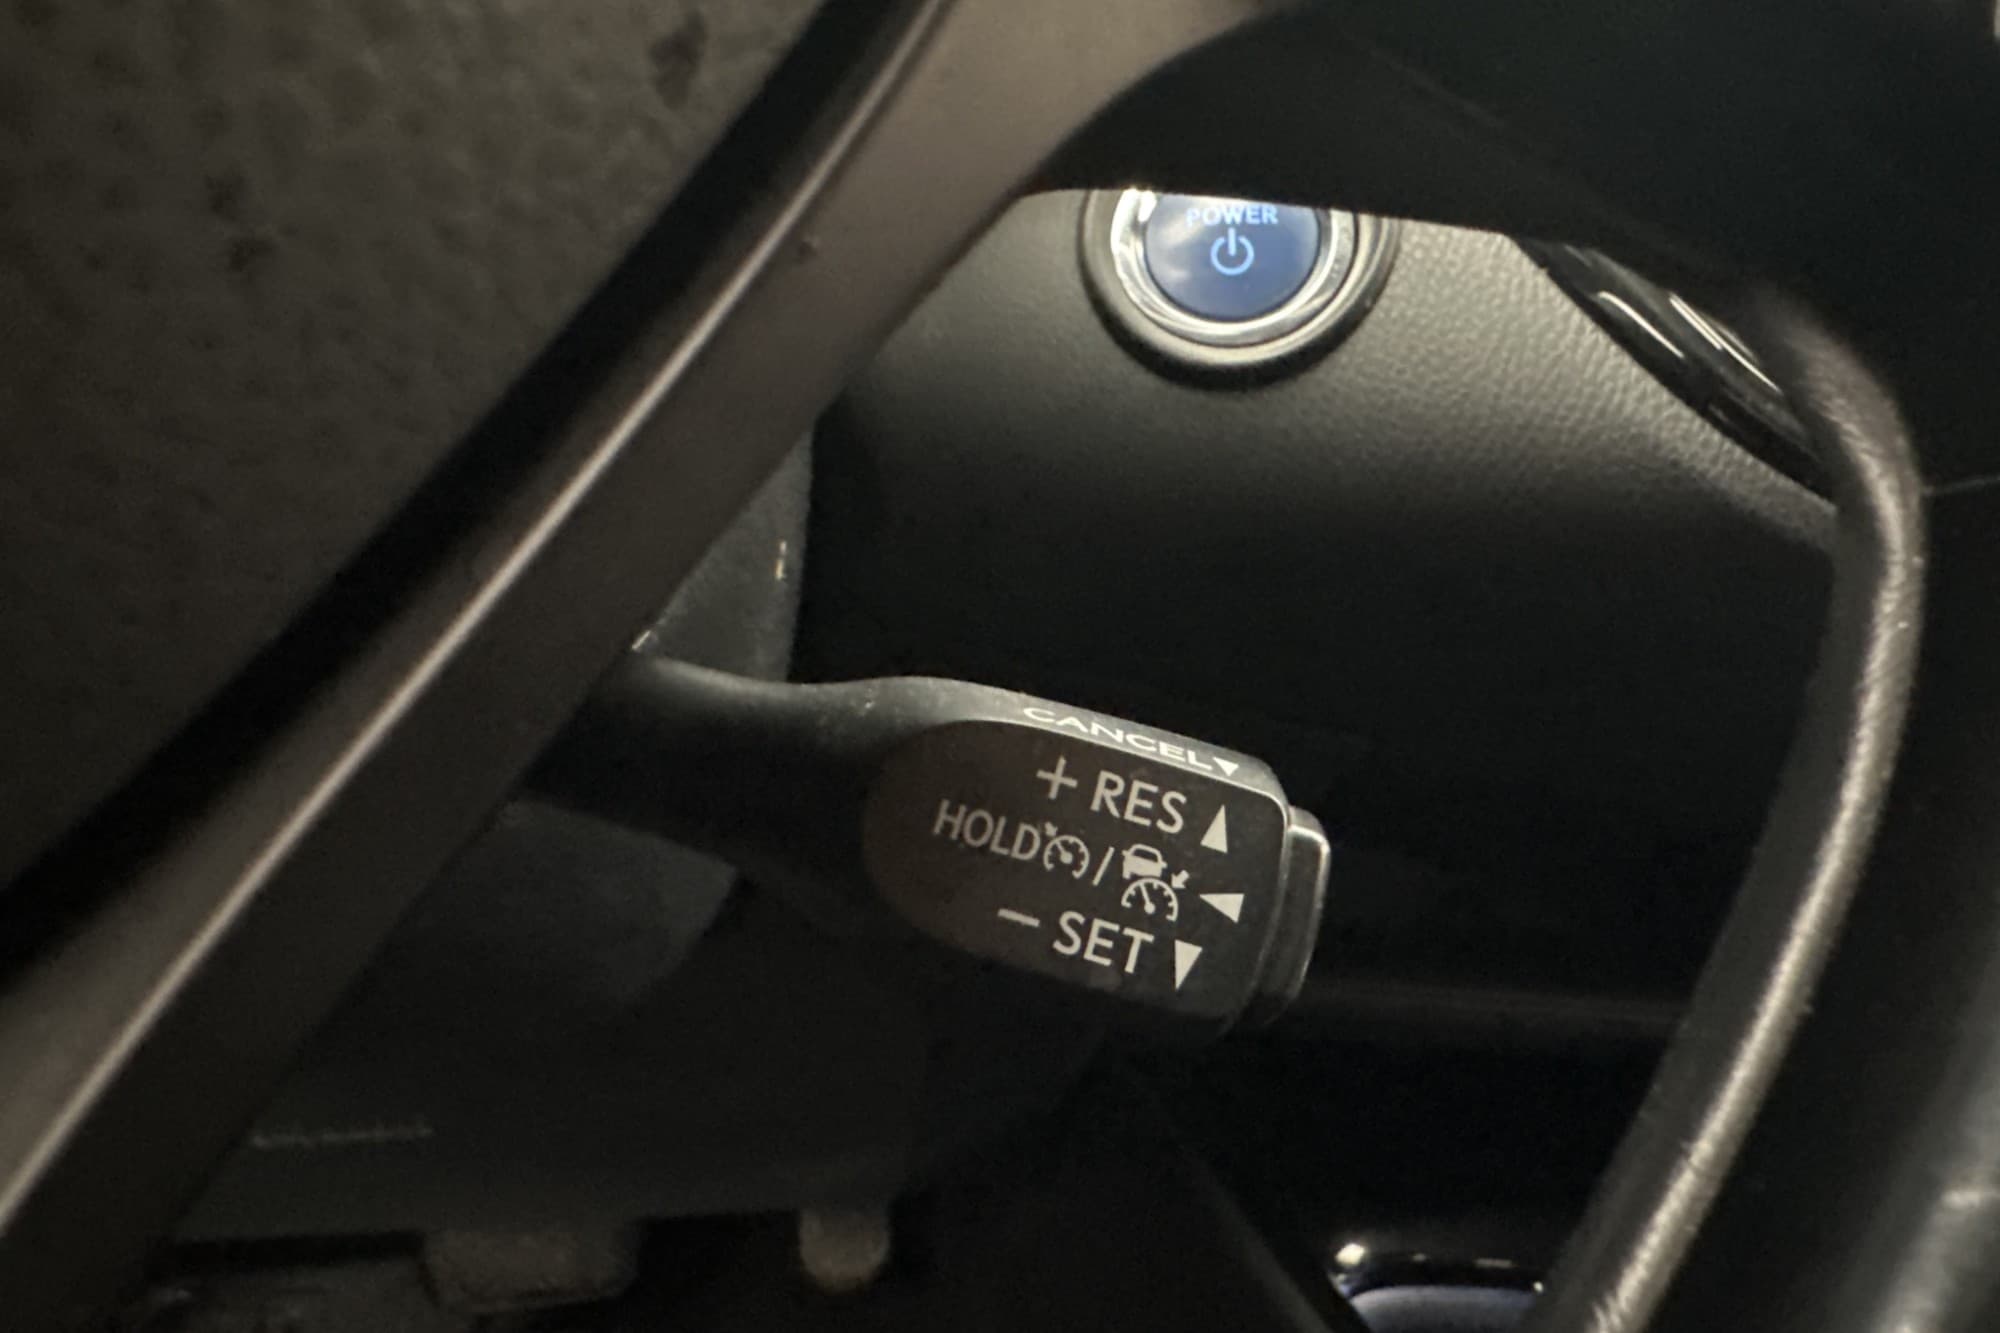 POWER
CANCEL▼
+ RES ▲
HOLD / ◀
− SET ▼